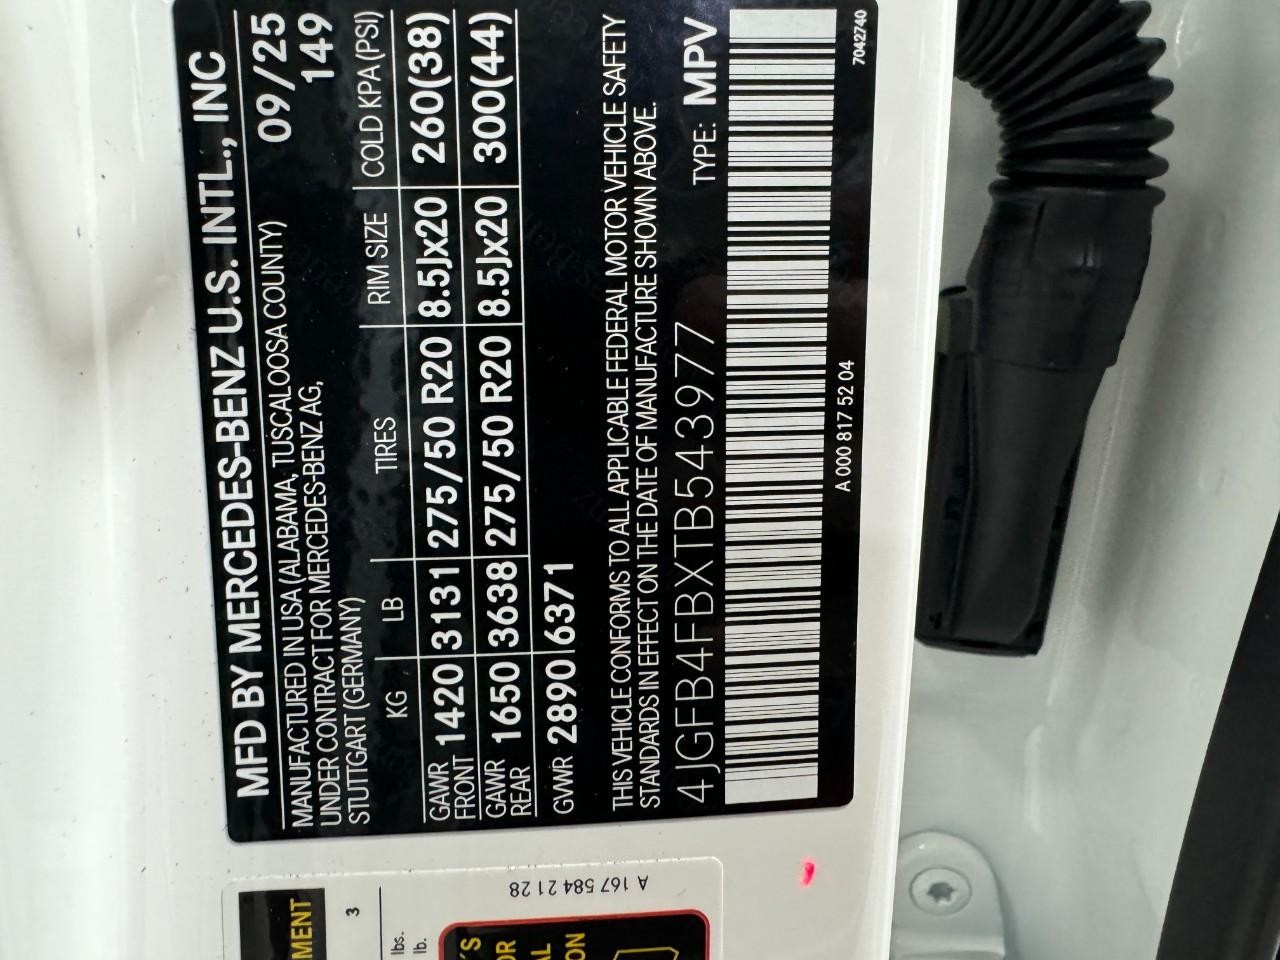 MFD BY MERCEDES-BENZ U.S. INTL., INC
MANUFACTURED IN USA (ALABAMA, TUSCALOOSA COUNTY) 09/25
UNDER CONTRACT FOR MERCEDES-BENZ AG, 149
STUTTGART (GERMANY)
KG LB TIRES RIM SIZE COLD KPA (PSI)
GAWR FRONT 1420 3131 275/50 R20 8.5Jx20 260(38)
GAWR REAR 1650 3638 275/50 R20 8.5Jx20 300(44)
GVWR 2890 6371
THIS VEHICLE CONFORMS TO ALL APPLICABLE FEDERAL MOTOR VEHICLE SAFETY
STANDARDS IN EFFECT ON THE DATE OF MANUFACTURE SHOWN ABOVE.
4JGFB4FBXTB543977 TYPE: MPV
A 000 817 52 04 7042740
A 167 584 21 28
MENT
3
lbs.
lb.
'S
OR
AL
ON